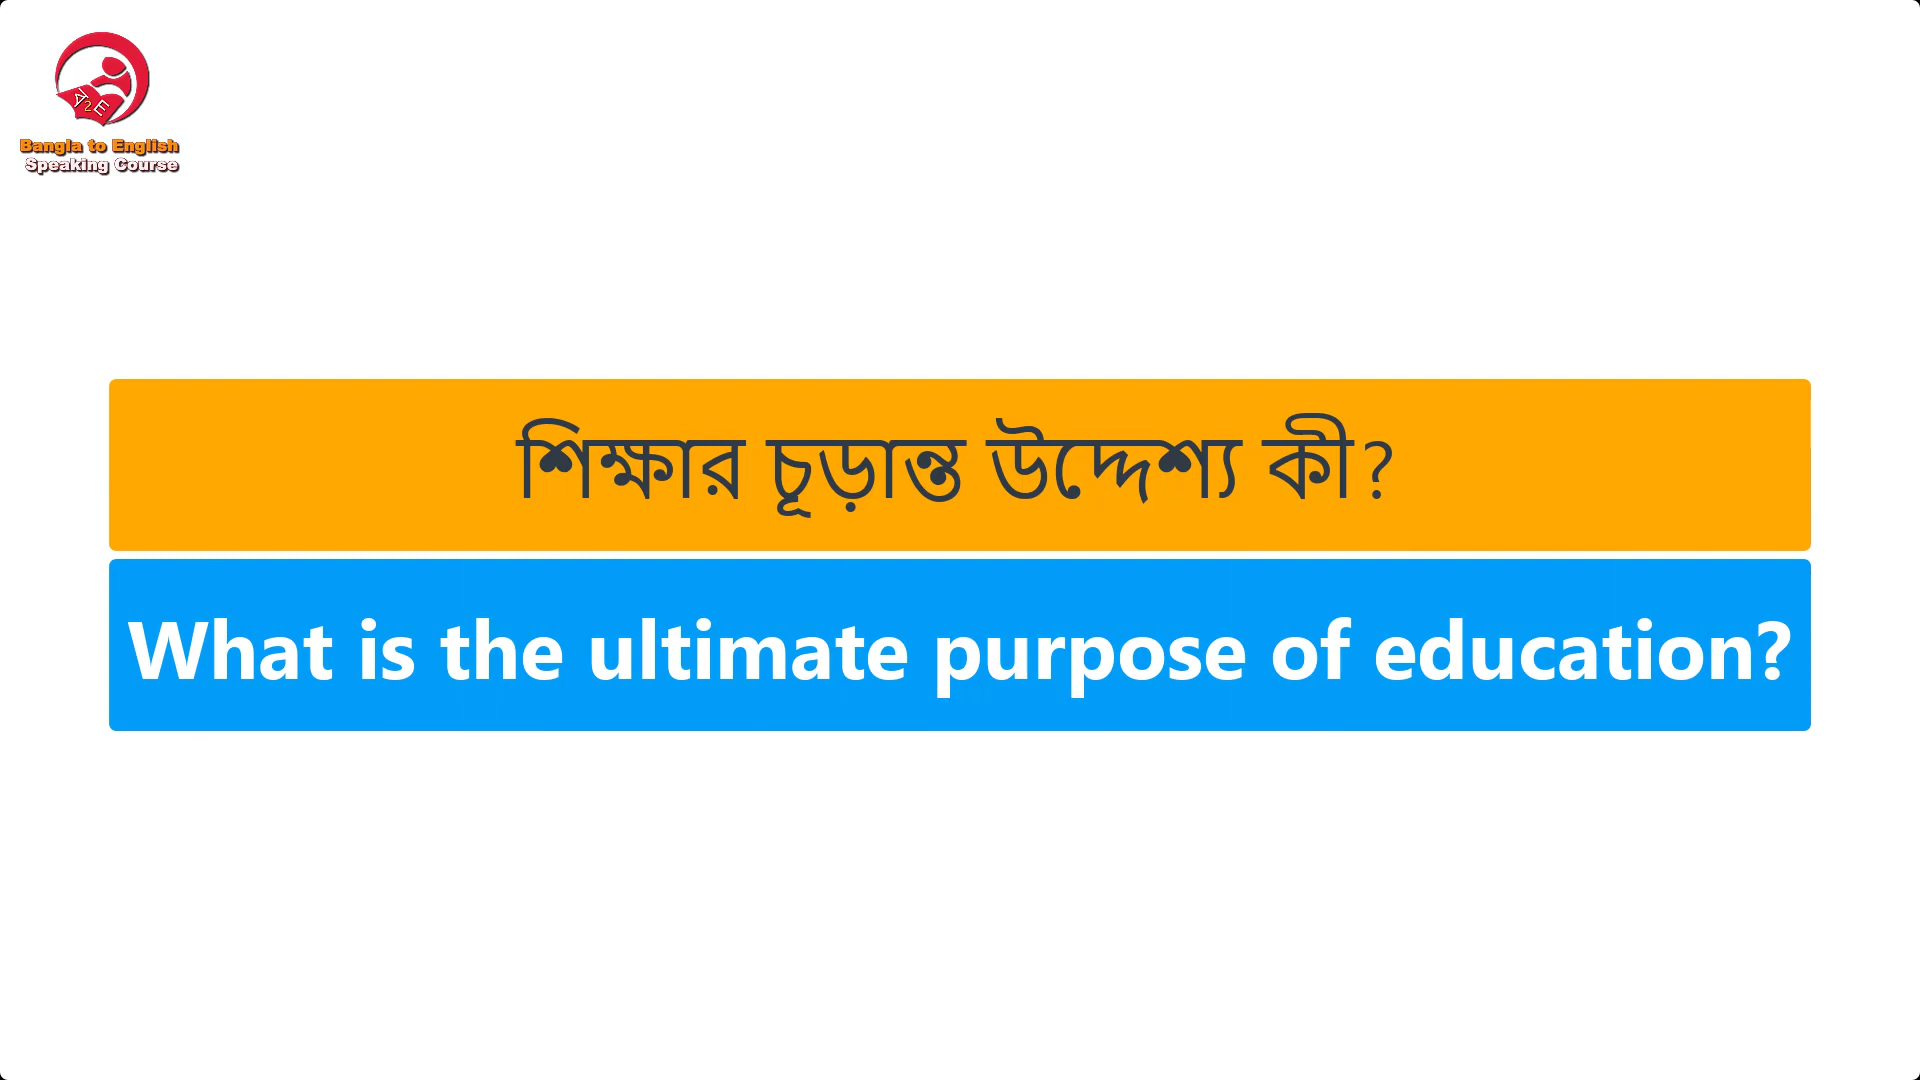 Bangla to English
Speaking Course
শিক্ষার চূড়ান্ত উদ্দেশ্য কী?
What is the ultimate purpose of education?